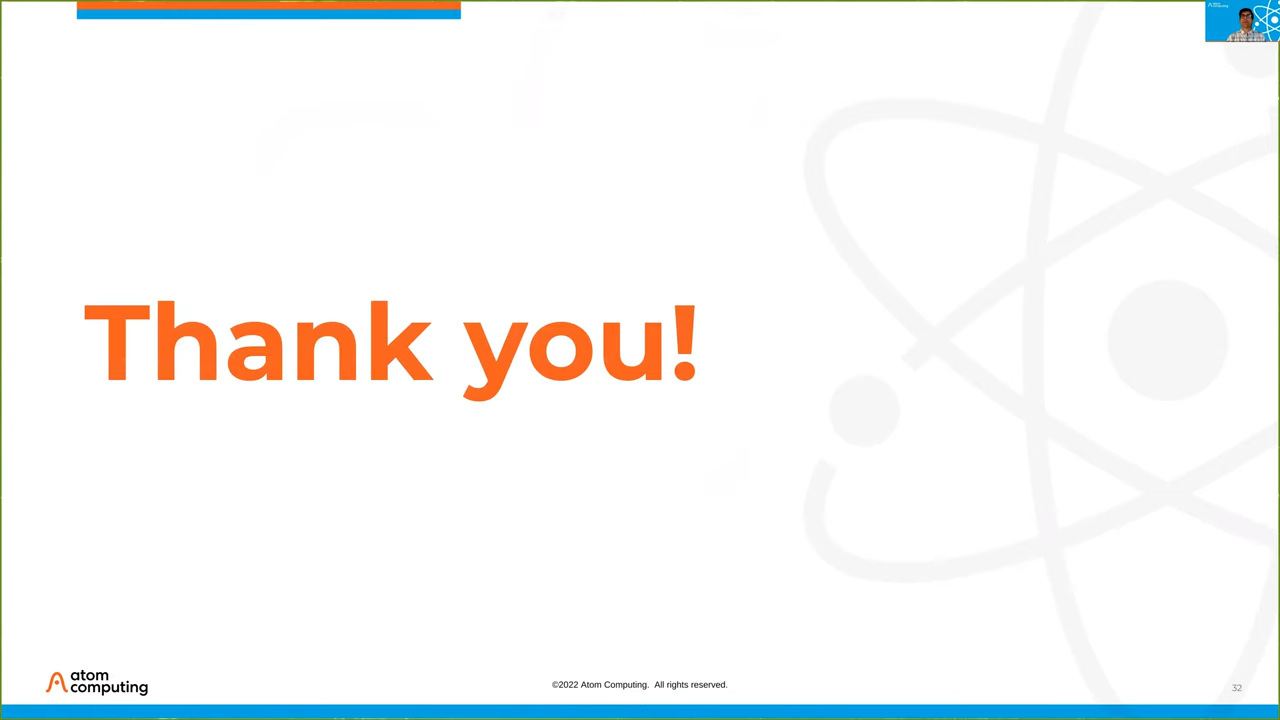 Thank you!
atom
computing
©2022 Atom Computing. All rights reserved.
32